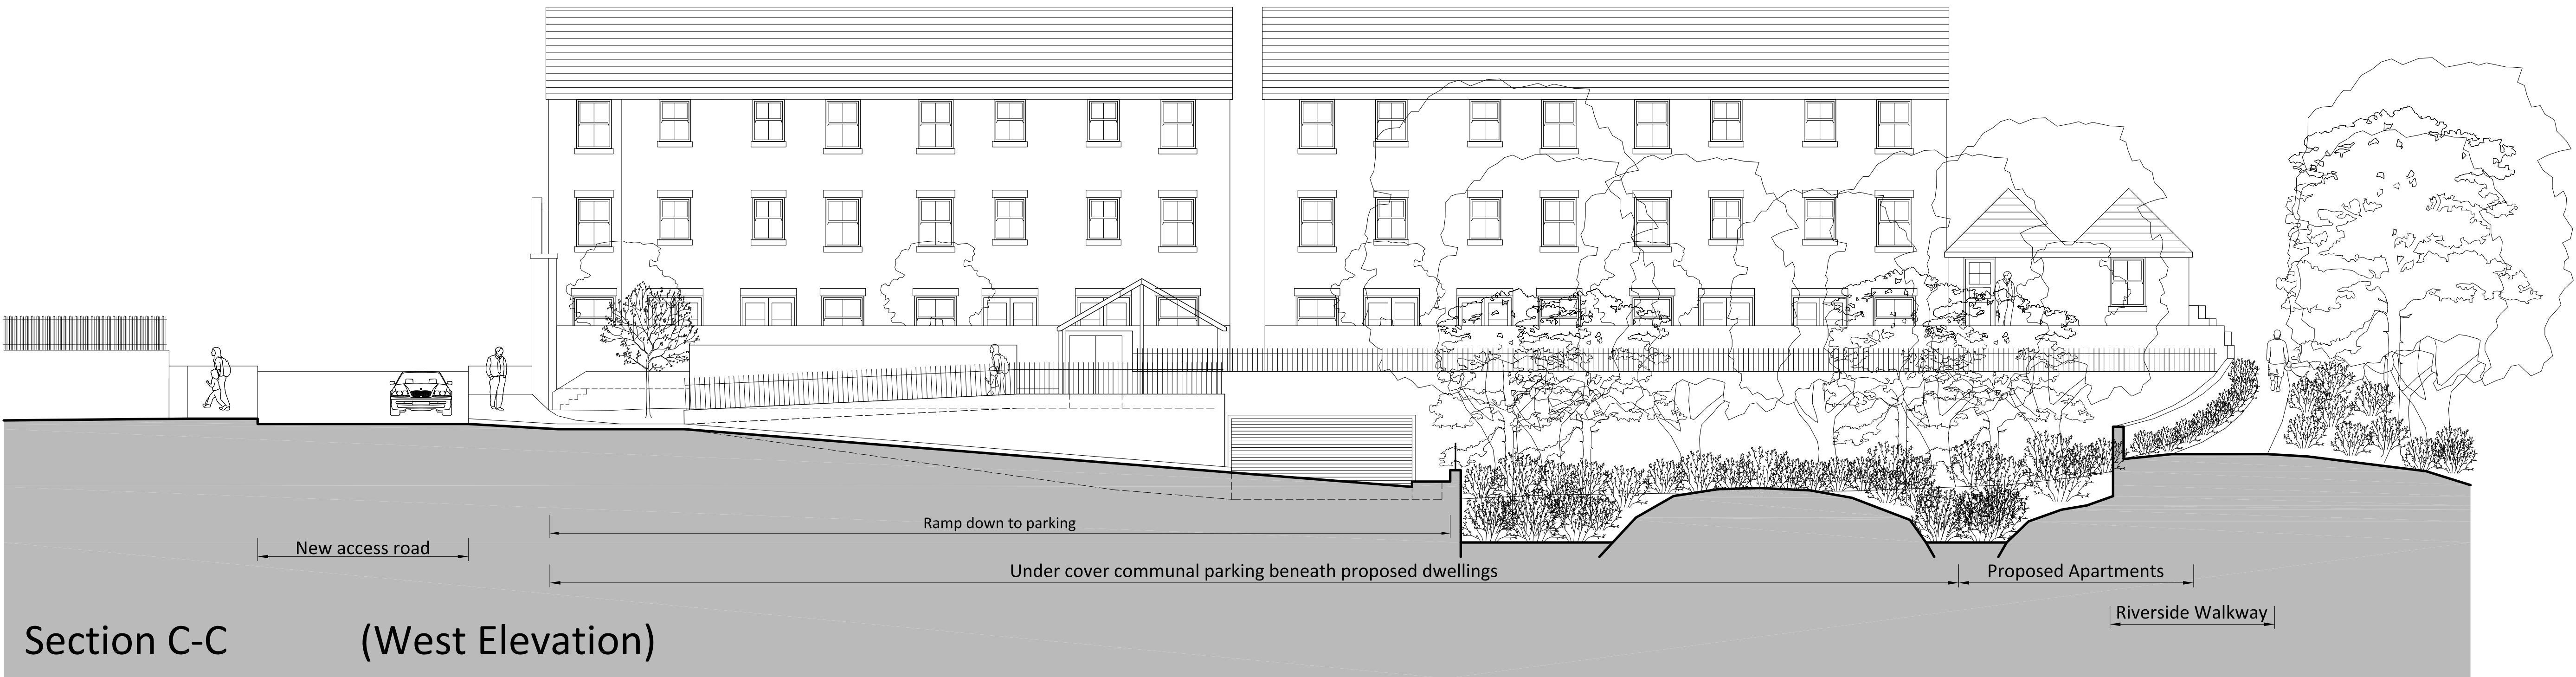 Ramp down to parking
New access road
Under cover communal parking beneath proposed dwellings
Proposed Apartments
Riverside Walkway
Section C-C (West Elevation)